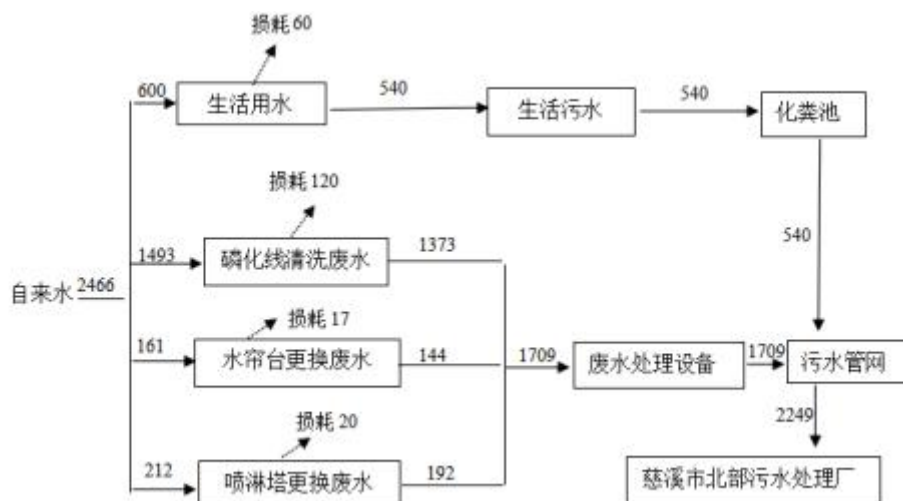 损耗 60
600
生活用水
540
生活污水
540
化粪池
损耗 120
540
1493
磷化线清洗废水
1373
自来水 2466
损耗 17
161
水帘台更换废水
144
1709
废水处理设备
1709
污水管网
2249
损耗 20
212
喷淋塔更换废水
192
慈溪市北部污水处理厂